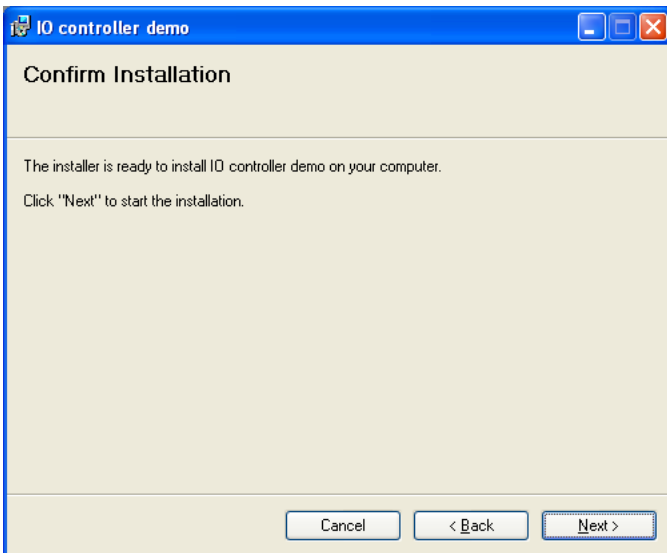 IO controller demo
Confirm Installation
The installer is ready to install IO controller demo on your computer.
Click "Next" to start the installation.
Cancel
< Back
Next >